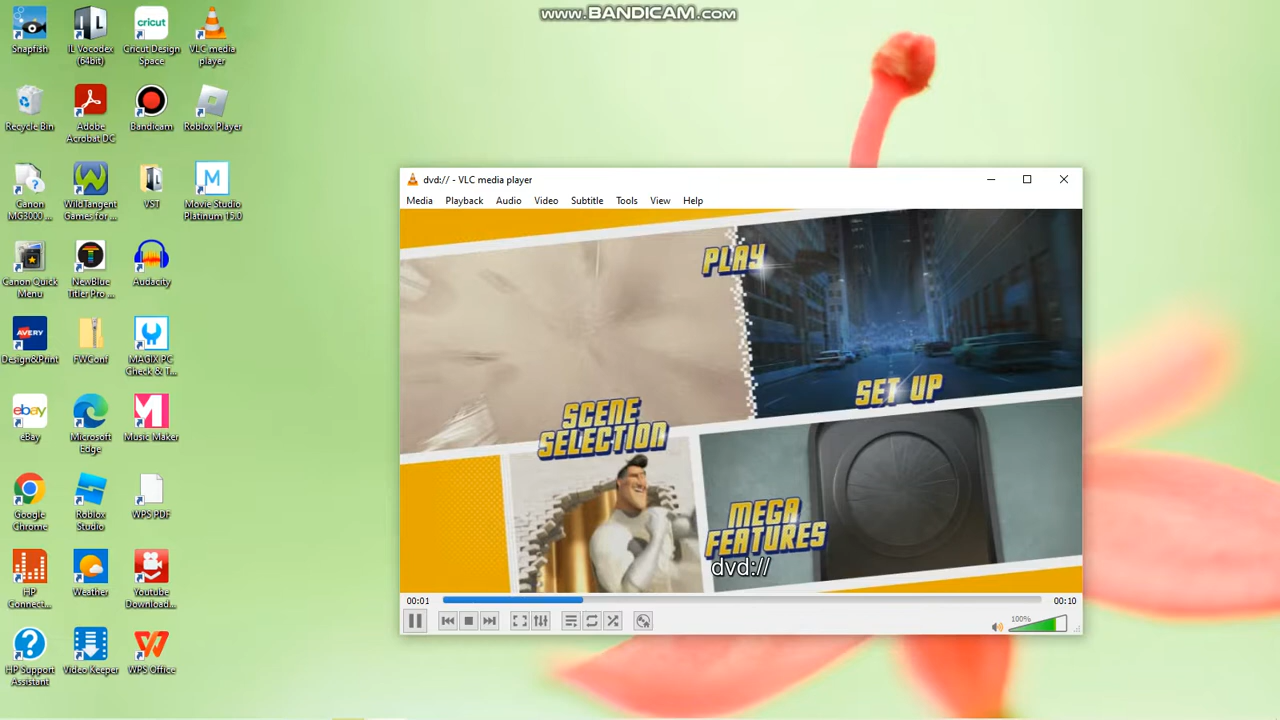 www.BANDICAM.com
Snapfish
IL Vocodex
(64bit)
cricut
Cricut Design
Space
VLC media
player
Recycle Bin
Adobe
Acrobat DC
Bandicam
Roblox Player
Canon
MG3000 ...
WildTangent
Games for ...
VST
M
Movie Studio
Platinum 15.0
Canon Quick
Menu
NewBlue
Titler Pro ...
Audacity
AVERY
Design&Print
FWConf
MAGIX PC
Check & T...
ebay
eBay
Microsoft
Edge
Music Maker
Google
Chrome
Roblox
Studio
WPS PDF
HP
Connect...
Weather
Youtube
Download...
HP Support
Assistant
Video Keeper
WPS Office
dvd:// - VLC media player
Media Playback Audio Video Subtitle Tools View Help
PLAY
SET UP
SCENE
SELECTION
MEGA
FEATURES
dvd://
00:01
00:10
100%